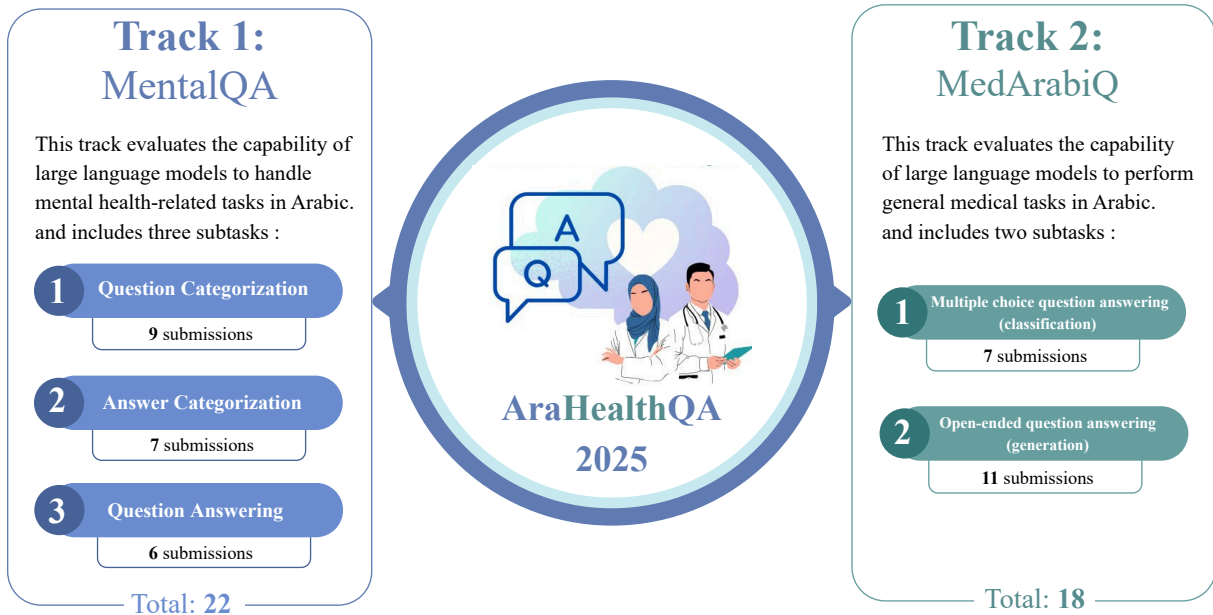 Track 1:
MentalQA
This track evaluates the capability of
large language models to handle
mental health-related tasks in Arabic.
and includes three subtasks :
1 Question Categorization
9 submissions
2 Answer Categorization
7 submissions
3 Question Answering
6 submissions
Total: 22
A
Q
AraHealthQA
2025
Track 2:
MedArabiQ
This track evaluates the capability
of large language models to perform
general medical tasks in Arabic.
and includes two subtasks :
1 Multiple choice question answering
(classification)
7 submissions
2 Open-ended question answering
(generation)
11 submissions
Total: 18